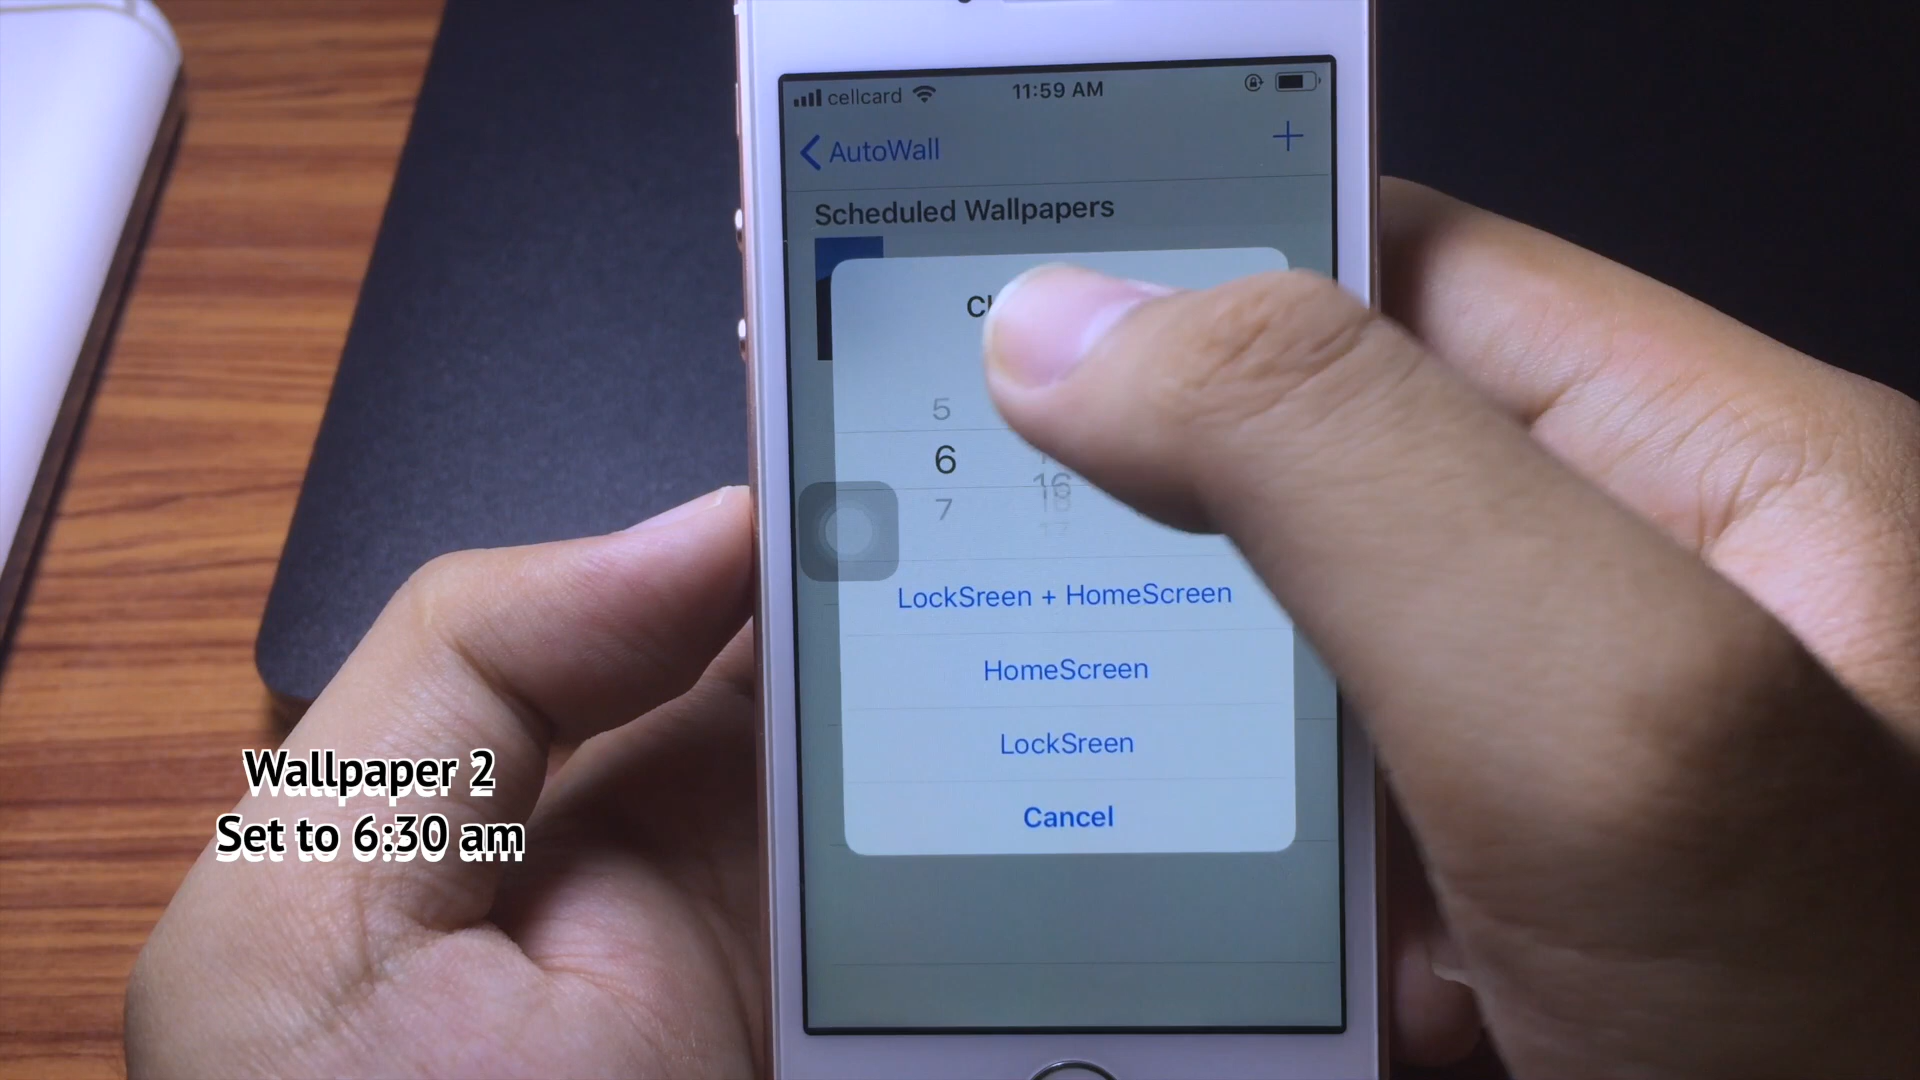 cellcard
11:59 AM
AutoWall
+
Scheduled Wallpapers
5
6
7
16
17
LockSreen + HomeScreen
HomeScreen
LockSreen
Cancel
Wallpaper 2
Set to 6:30 am